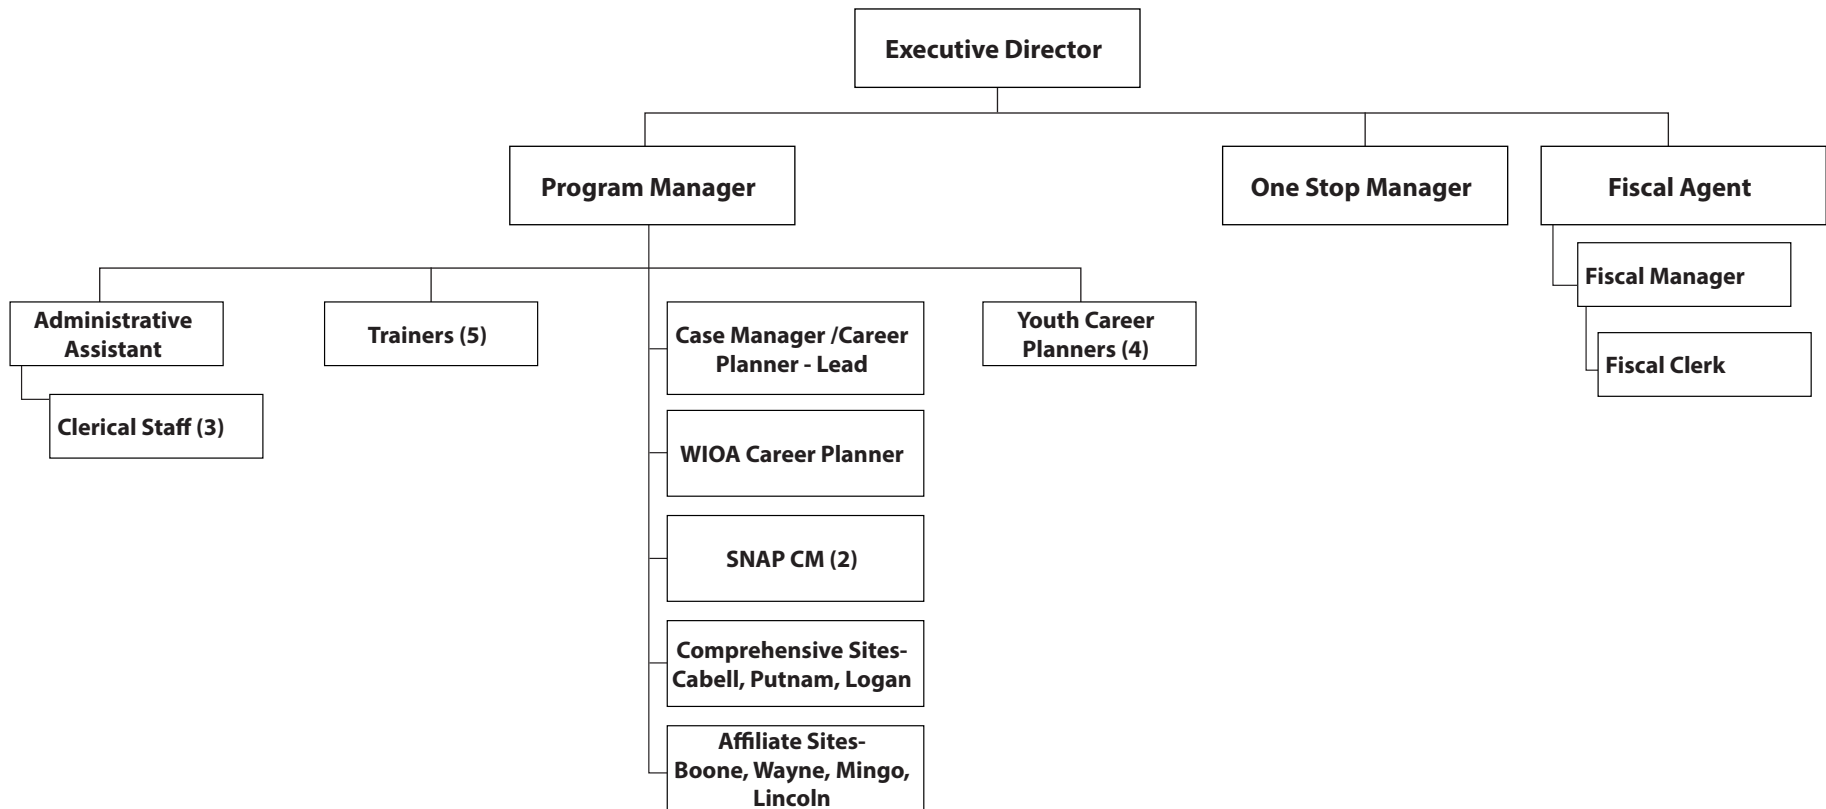 Executive Director
Program Manager
One Stop Manager
Fiscal Agent
Fiscal Manager
Fiscal Clerk
Administrative
Assistant
Clerical Staff (3)
Trainers (5)
Case Manager /Career
Planner - Lead
WIOA Career Planner
SNAP CM (2)
Comprehensive Sites-
Cabell, Putnam, Logan
Affiliate Sites-
Boone, Wayne, Mingo,
Lincoln
Youth Career
Planners (4)